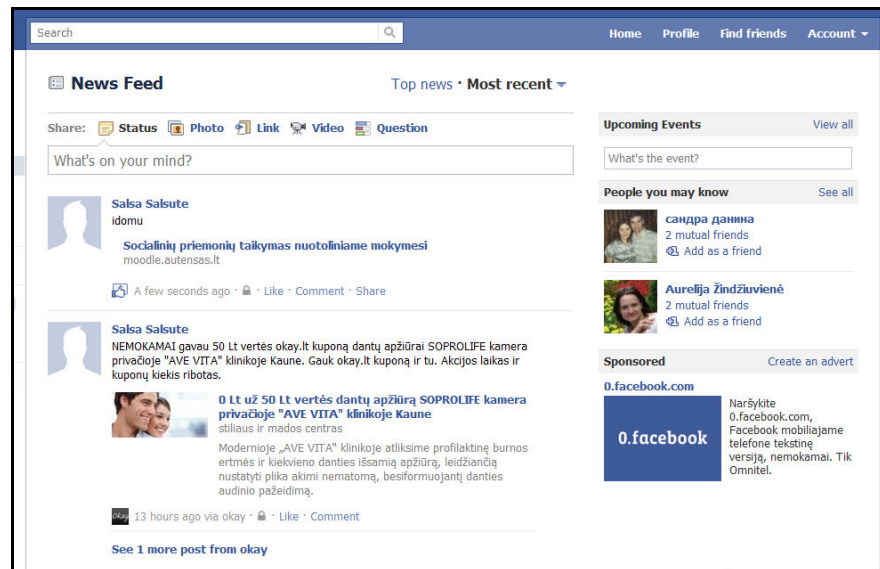 Search
Home Profile Find friends Account
News Feed
Top news · Most recent
Share: Status Photo Link Video Question
What's on your mind?
Salsa Salsute
idomu
Socialinių priemonių taikymas nuotoliniame mokymesi
moodle.autensas.lt
A few seconds ago · Like · Comment · Share
Salsa Salsute
NEMOKAMAI gavau 50 Lt vertės okay.lt kuponą dantų apžiūrai SOPROLIFE kamera
privačioje "AVE VITA" klinikoje Kaune. Gauk okay.lt kuponą ir tu. Akcijos laikas ir
kuponų kiekis ribotas.
0 Lt už 50 Lt vertės dantų apžiūrą SOPROLIFE kamera
privačioje "AVE VITA" klinikoje Kaune
stiliaus ir mados centras
Modernioje „AVE VITA" klinikoje atliksime profilaktinę burnos
ertmės ir kiekvieno danties išsamią apžiūrą, leidžiančią
nustatyti plika akimi nematomą, besiformuojantį danties
audinio pažeidimą.
okay 13 hours ago via okay · Like · Comment
See 1 more post from okay
Upcoming Events View all
What's the event?
People you may know See all
сандра данина
2 mutual friends
Add as a friend
Aurelija Žindžiuvienė
2 mutual friends
Add as a friend
Sponsored Create an advert
0.facebook.com
0.facebook
Naršykite
0.facebook.com,
Facebook mobiliajame
telefone tekstinę
versiją, nemokamai. Tik
Omnitel.